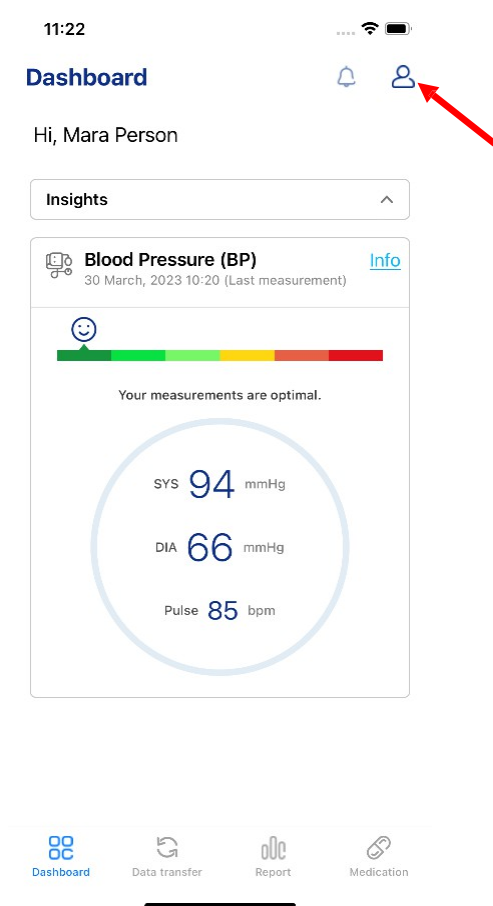 11:22
Dashboard
Hi, Mara Person
Insights
Blood Pressure (BP) Info
30 March, 2023 10:20 (Last measurement)
Your measurements are optimal.
SYS 94 mmHg
DIA 66 mmHg
Pulse 85 bpm
Dashboard Data transfer Report Medication